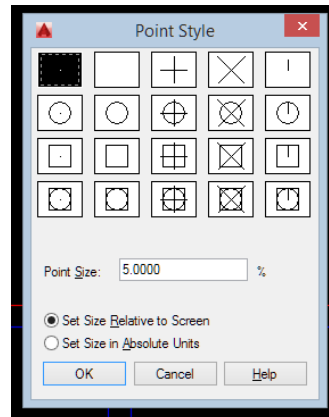 Point Style
Point Size: 5.0000 %
Set Size Relative to Screen
Set Size in Absolute Units
OK Cancel Help